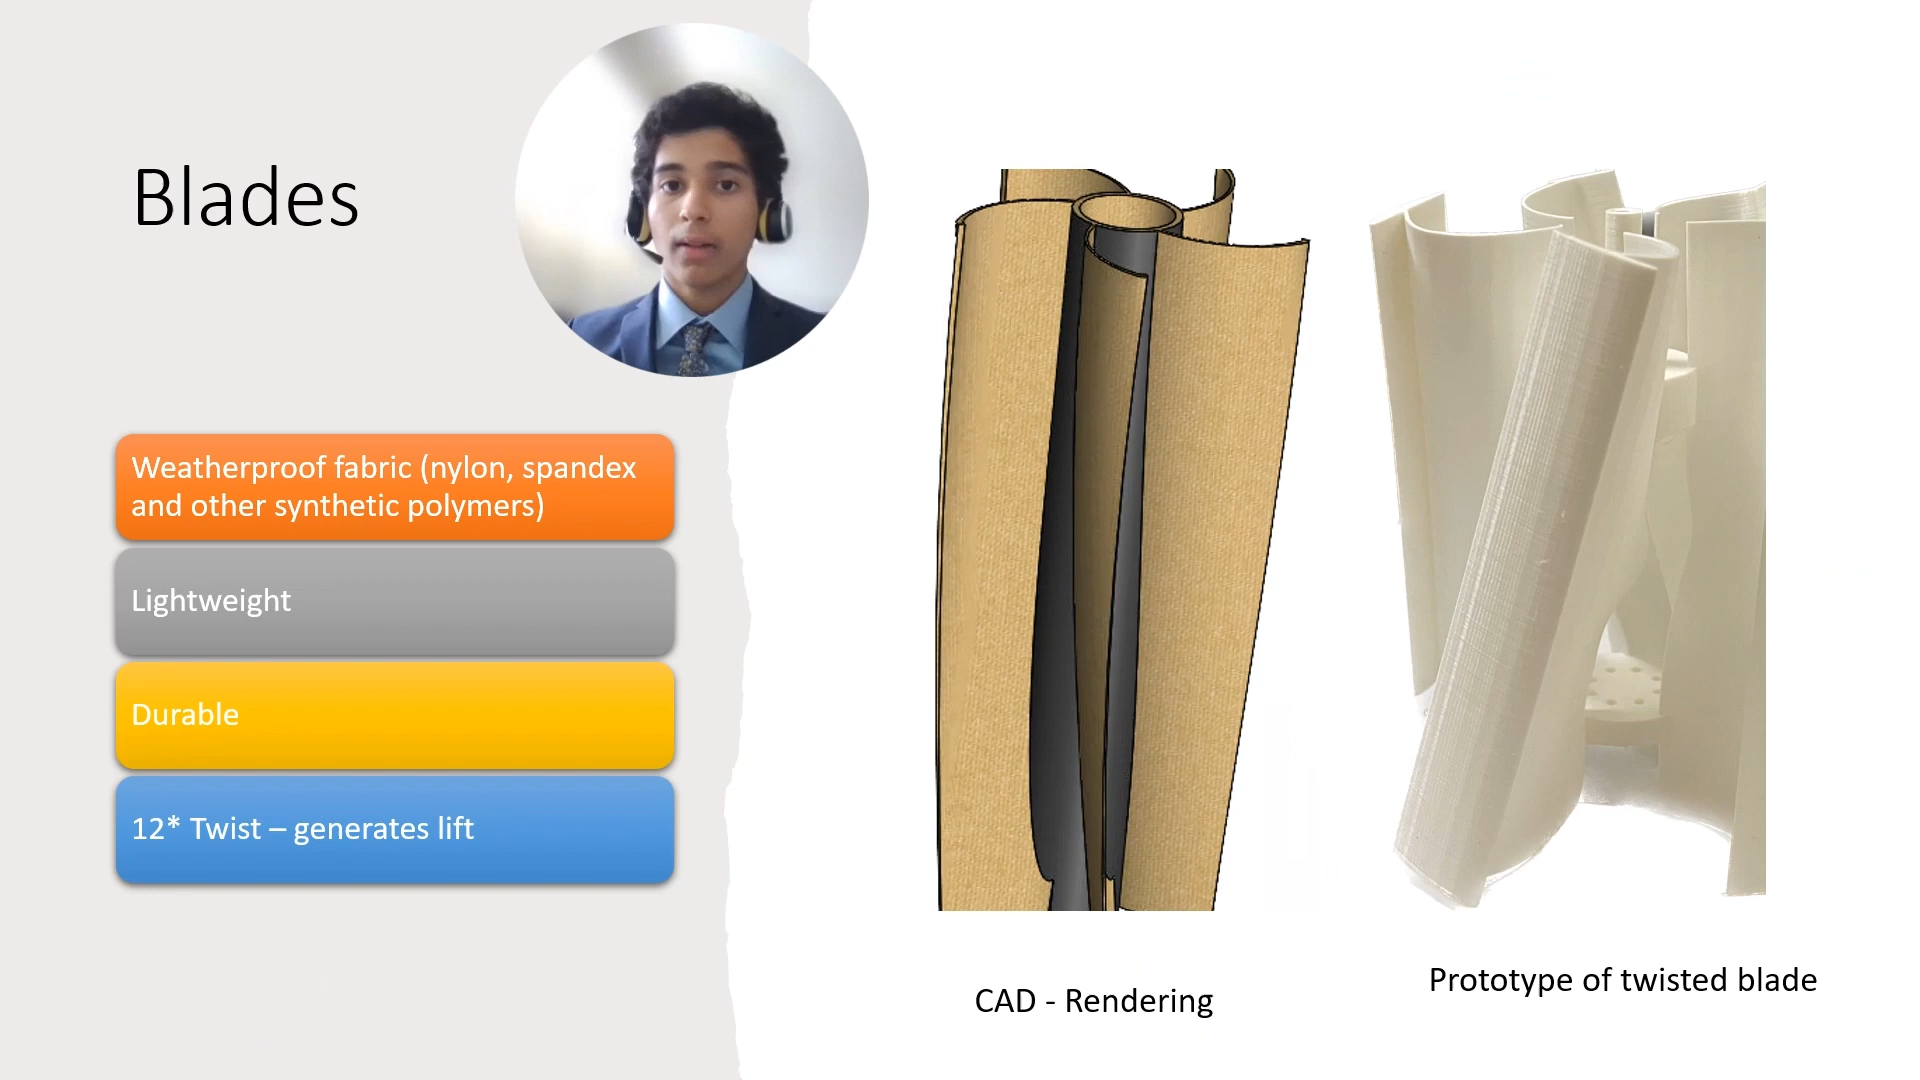 Blades
Weatherproof fabric (nylon, spandex
and other synthetic polymers)
Lightweight
Durable
12* Twist – generates lift
CAD - Rendering
Prototype of twisted blade